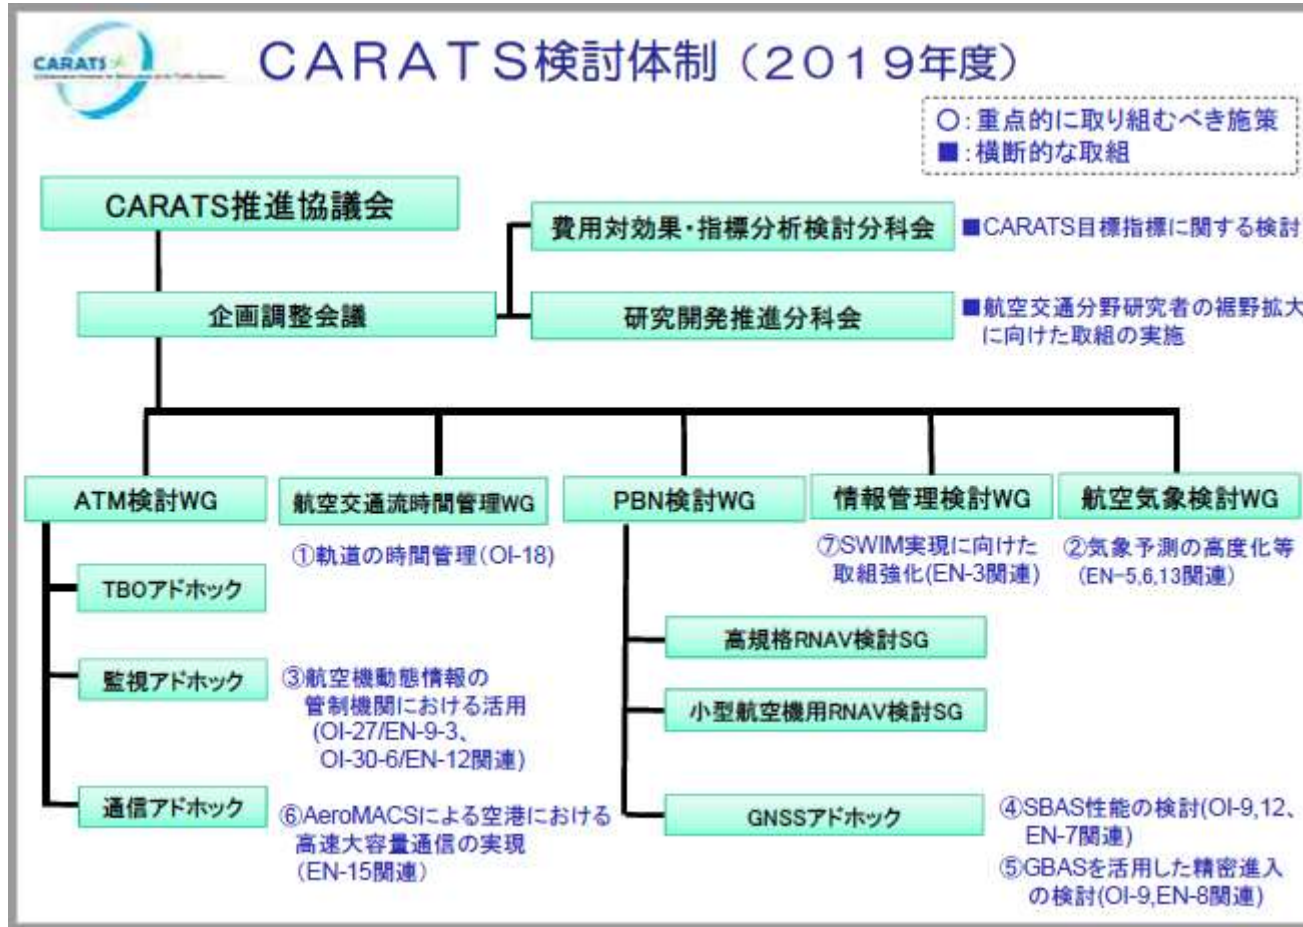 CARATS
CARATS検討体制（２０１９年度）
○：重点的に取り組むべき施策
■：横断的な取組
CARATS推進協議会
費用対効果・指標分析検討分科会
■CARATS目標指標に関する検討
企画調整会議
研究開発推進分科会
■航空交通分野研究者の裾野拡大
に向けた取組の実施
ATM検討WG
航空交通流時間管理WG
PBN検討WG
情報管理検討WG
航空気象検討WG
①軌道の時間管理(OI-18)
⑦SWIM実現に向けた
取組強化(EN-3関連)
②気象予測の高度化等
(EN-5,6,13関連)
TBOアドホック
高規格RNAV検討SG
監視アドホック
③航空機動態情報の
管制機関における活用
(OI-27/EN-9-3、
OI-30-6/EN-12関連)
小型航空機用RNAV検討SG
通信アドホック
⑥AeroMACSによる空港における
高速大容量通信の実現
（EN-15関連）
GNSSアドホック
④SBAS性能の検討(OI-9,12、
EN-7関連)
⑤GBASを活用した精密進入
の検討(OI-9,EN-8関連)